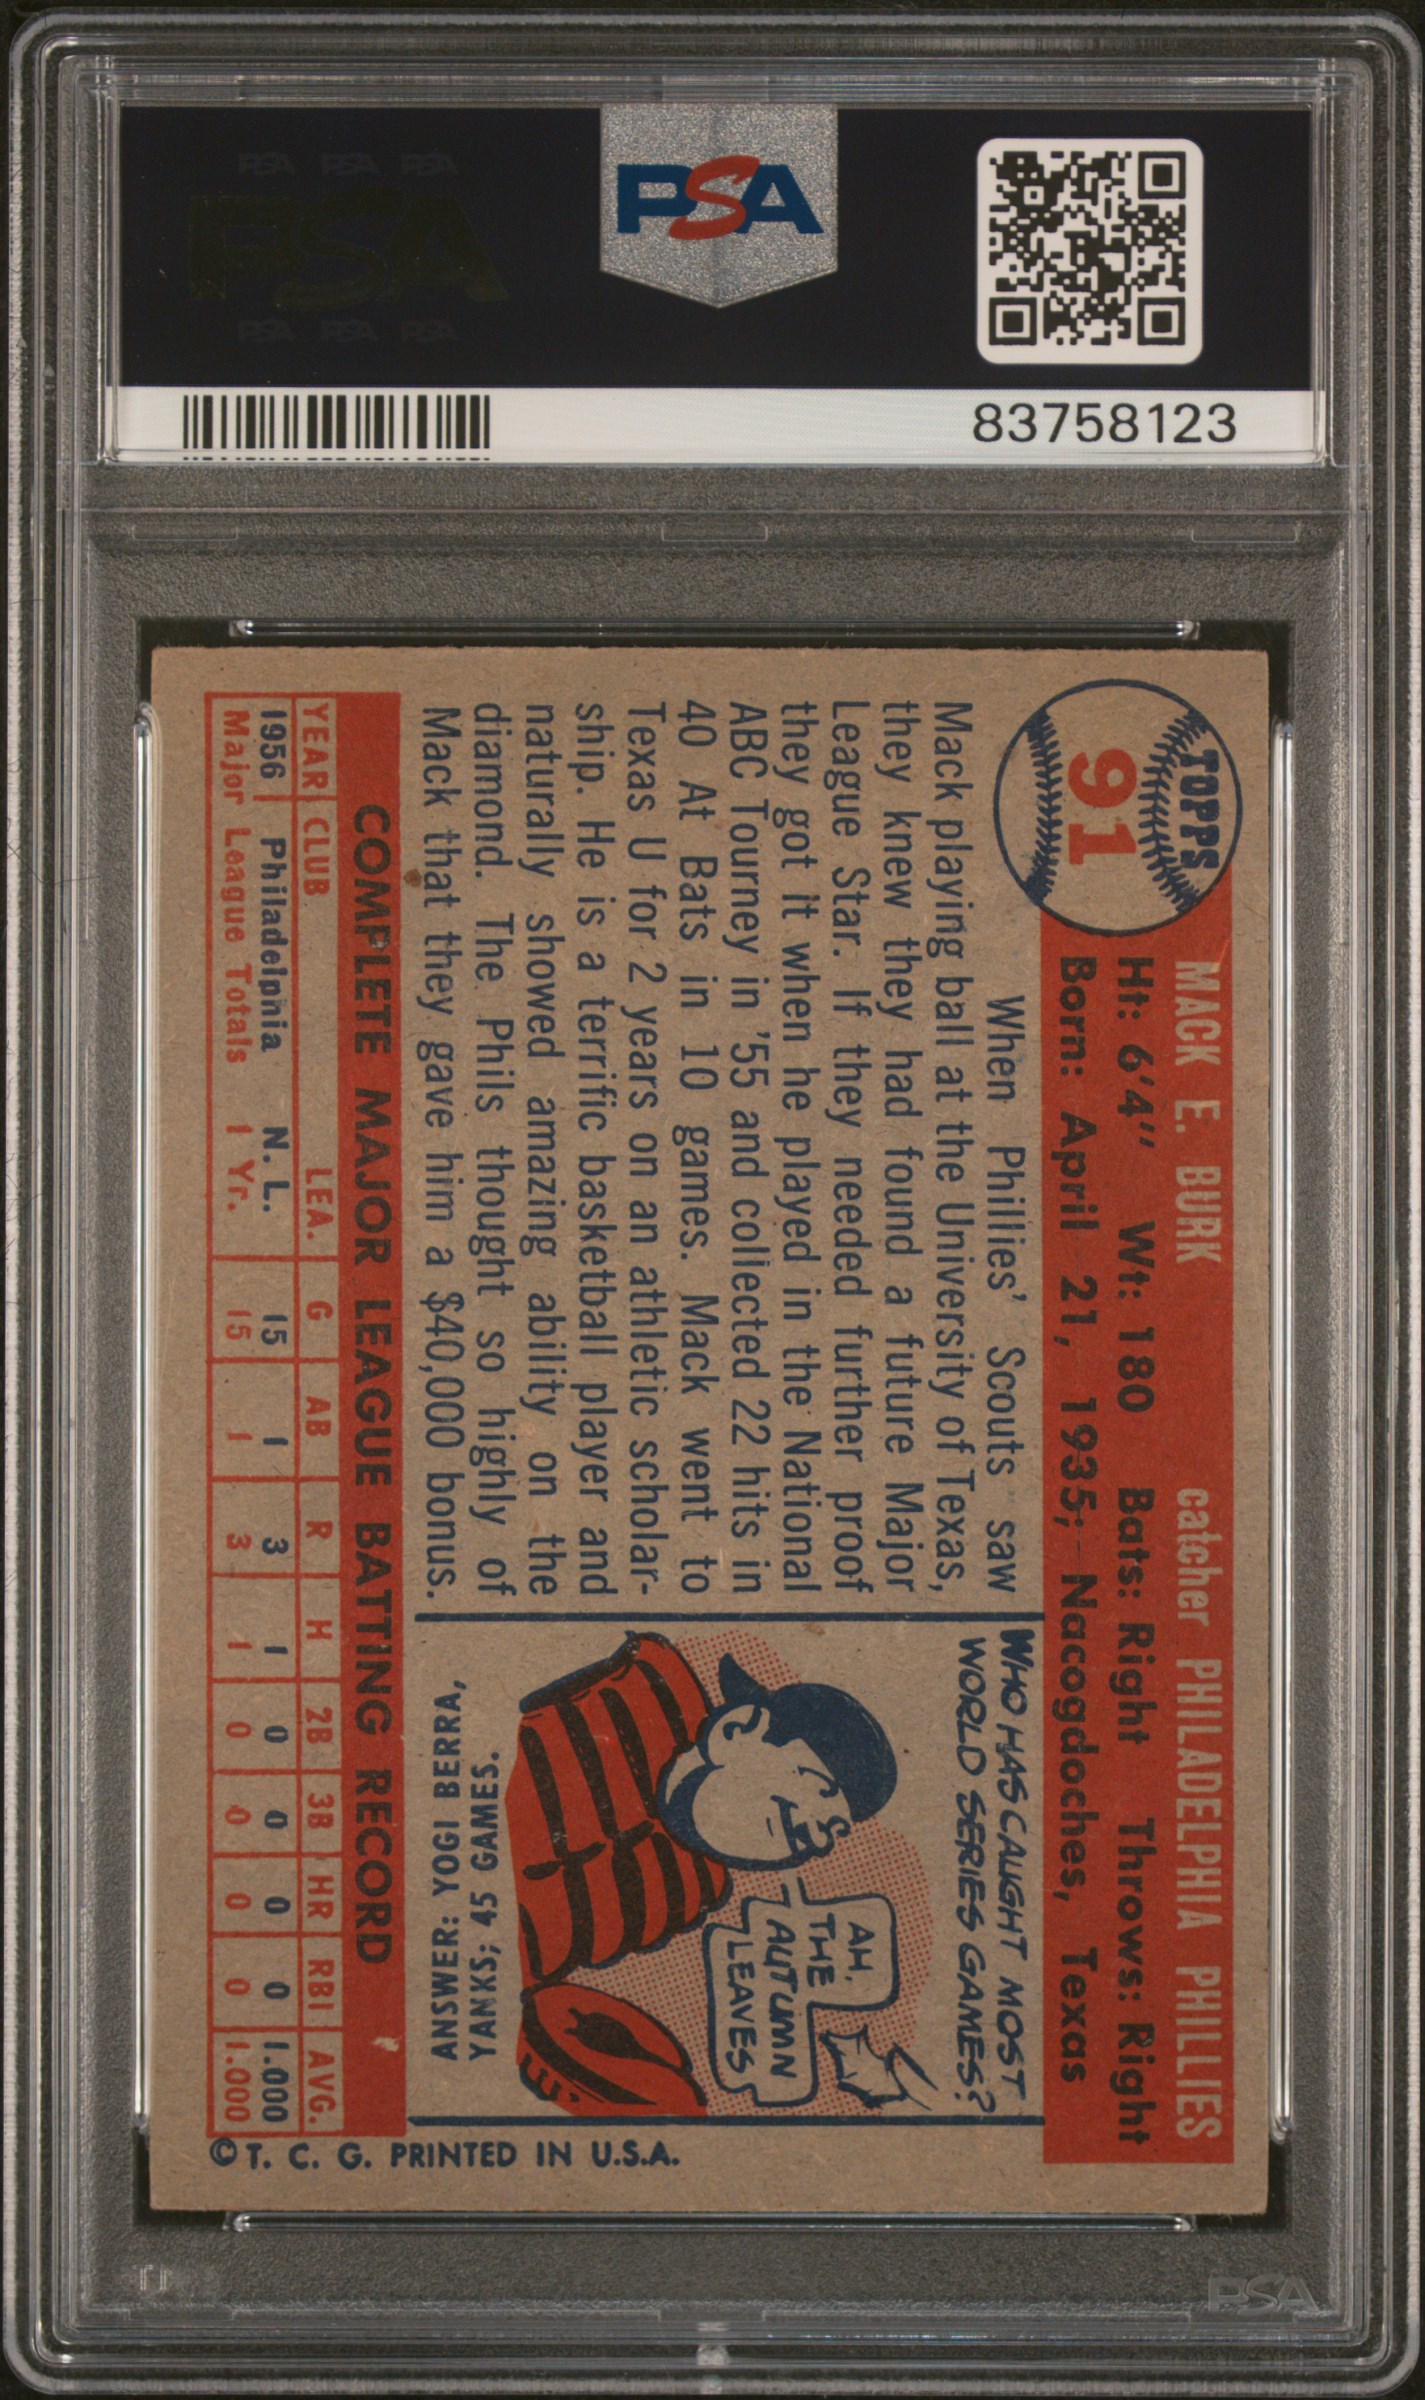 PSA PSA PSA
PSA
PSA PSA PSA
PSA
83758123
TOPPS
91
MACK E. BURK catcher PHILADELPHIA PHILLIES
Ht: 6'4" Wt: 180 Bats: Right Throws: Right
Born: April 21, 1935; Nacogdoches, Texas
When Phillies' Scouts saw
Mack playing ball at the University of Texas,
they knew they had found a future Major
League Star. If they needed further proof
they got it when he played in the National
ABC Tourney in '55 and collected 22 hits in
40 At Bats in 10 games. Mack went to
Texas U for 2 years on an athletic scholar-
ship. He is a terrific basketball player and
naturally showed amazing ability on the
diamond. The Phils thought so highly of
Mack that they gave him a $40,000 bonus.
WHO HAS CAUGHT MOST
WORLD SERIES GAMES?
AH,
THE
AUTUMN
LEAVES
ANSWER: YOGI BERRA,
YANKS; 45 GAMES.
COMPLETE MAJOR LEAGUE BATTING RECORD
YEAR CLUB LEA. G AB R H 2B 3B HR RBI AVG.
1956 Philadelphia N. L. 15 1 3 1 0 0 0 0 1.000
Major League Totals 1 Yr. 15 1 3 1 0 0 0 0 1.000
© T. C. G. PRINTED IN U.S.A.
PSA